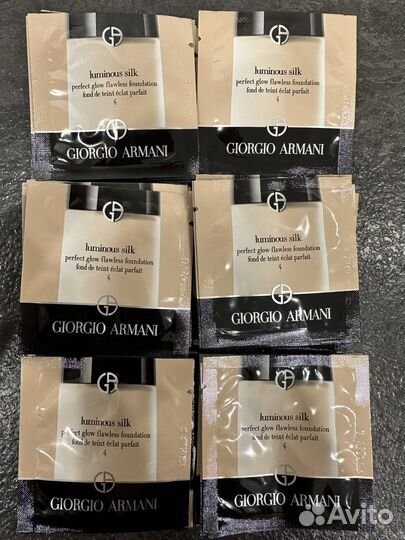 luminous silk
perfect glow flawless foundation
fond de teint éclat parfait
4
GIORGIO ARMANI
luminous silk
perfect glow flawless foundation
fond de teint éclat parfait
4
GIORGIO ARMANI
luminous silk
perfect glow flawless foundation
fond de teint éclat parfait
4
GIORGIO ARMANI
luminous silk
perfect glow flawless foundation
fond de teint éclat parfait
4
GIORGIO ARMANI
luminous silk
perfect glow flawless foundation
fond de teint éclat parfait
4
GIORGIO ARMANI
luminous silk
perfect glow flawless foundation
fond de teint éclat parfait
4
GIORGIO ARMANI
Avito